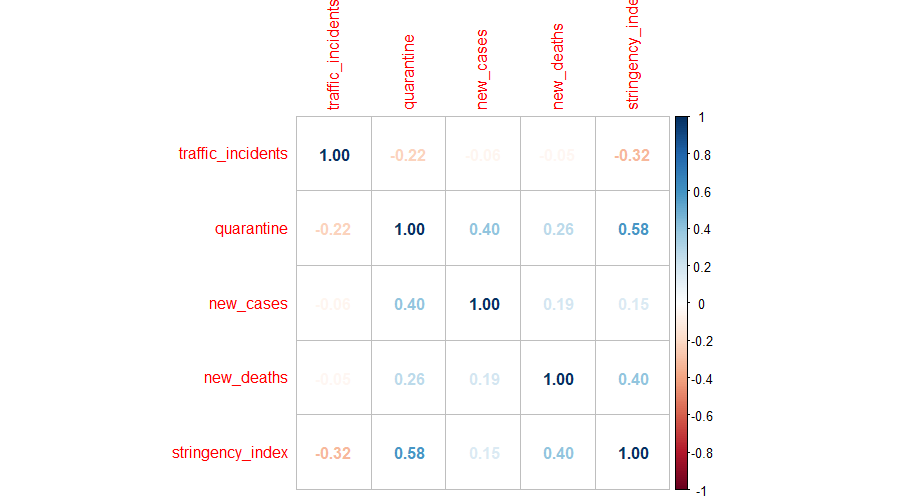 traffic_incidents
quarantine
new_cases
new_deaths
stringency_inde
traffic_incidents 1.00 -0.22 -0.06 -0.05 -0.32
quarantine -0.22 1.00 0.40 0.26 0.58
new_cases -0.06 0.40 1.00 0.19 0.15
new_deaths -0.05 0.26 0.19 1.00 0.40
stringency_index -0.32 0.58 0.15 0.40 1.00
1
0.8
0.6
0.4
0.2
0
-0.2
-0.4
-0.6
-0.8
-1